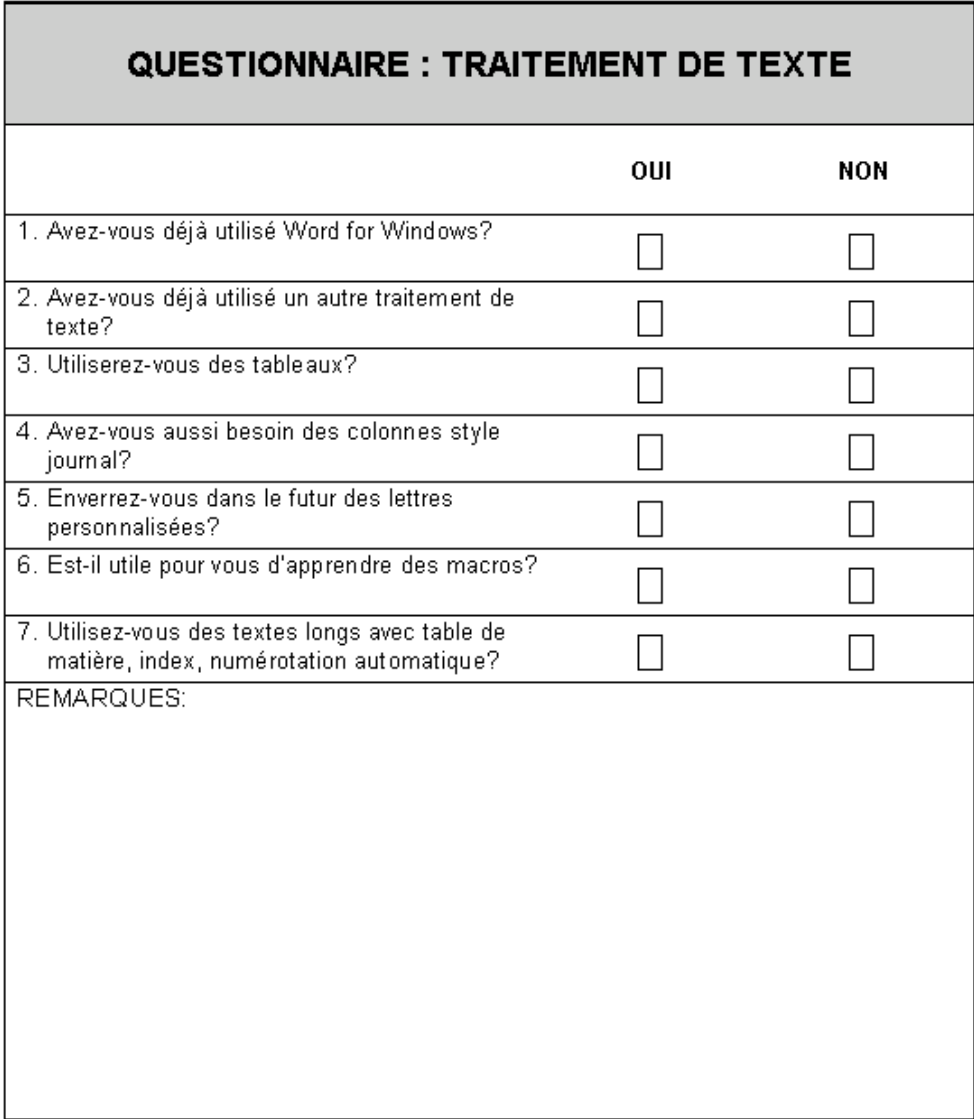 QUESTIONNAIRE : TRAITEMENT DE TEXTE
OUI NON
1. Avez-vous déjà utilisé Word for Windows?
2. Avez-vous déjà utilisé un autre traitement de
texte?
3. Utiliserez-vous des tableaux?
4. Avez-vous aussi besoin des colonnes style
journal?
5. Enverrez-vous dans le futur des lettres
personnalisées?
6. Est-il utile pour vous d'apprendre des macros?
7. Utilisez-vous des textes longs avec table de
matière, index, numérotation automatique?
REMARQUES: